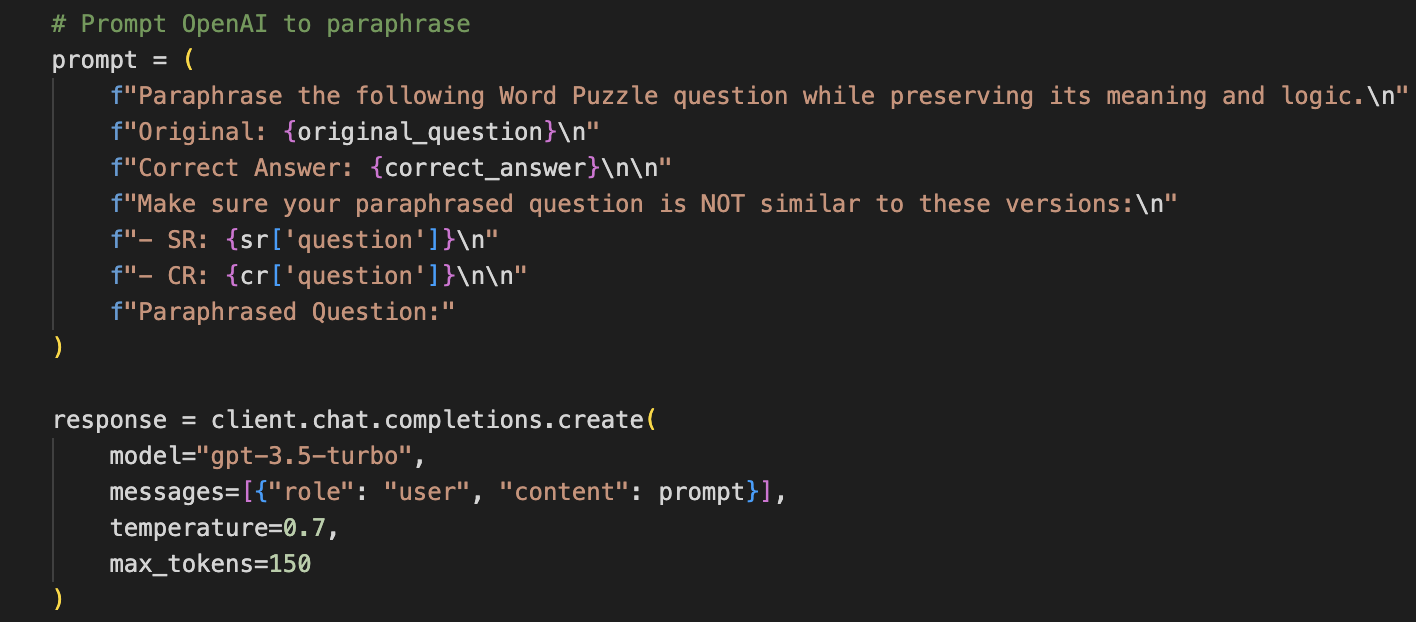 # Prompt OpenAI to paraphrase
prompt = (
    f"Paraphrase the following Word Puzzle question while preserving its meaning and logic.\n"
    f"Original: {original_question}\n"
    f"Correct Answer: {correct_answer}\n\n"
    f"Make sure your paraphrased question is NOT similar to these versions:\n"
    f"- SR: {sr['question']}\n"
    f"- CR: {cr['question']}\n\n"
    f"Paraphrased Question:"
)

response = client.chat.completions.create(
    model="gpt-3.5-turbo",
    messages=[{"role": "user", "content": prompt}],
    temperature=0.7,
    max_tokens=150
)